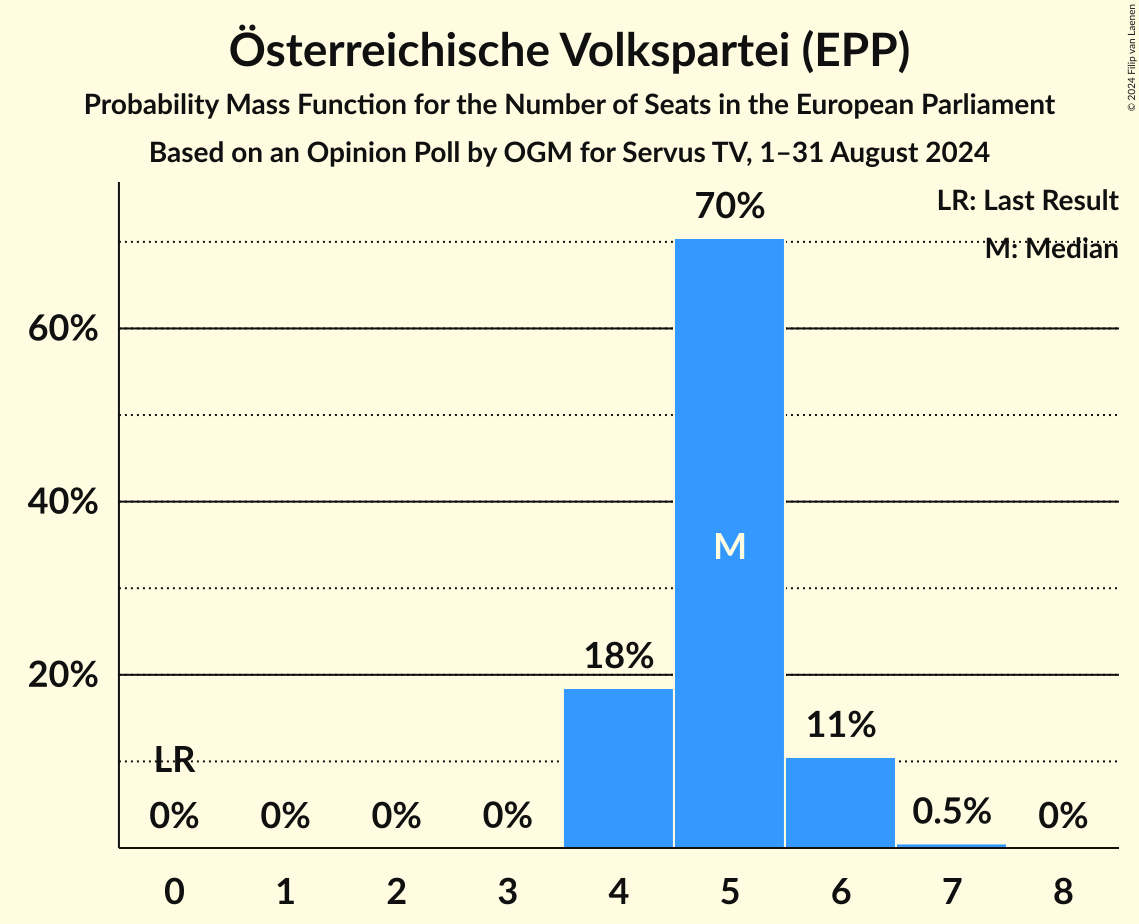 Österreichische Volkspartei (EPP)
Probability Mass Function for the Number of Seats in the European Parliament
Based on an Opinion Poll by OGM for Servus TV, 1–31 August 2024
© 2024 Filip van Laenen
LR: Last Result
M: Median
70%
60%
40%
M
18%
20%
11%
LR
0%
0%
0%
0%
0.5%
0%
0 1 2 3 4 5 6 7 8